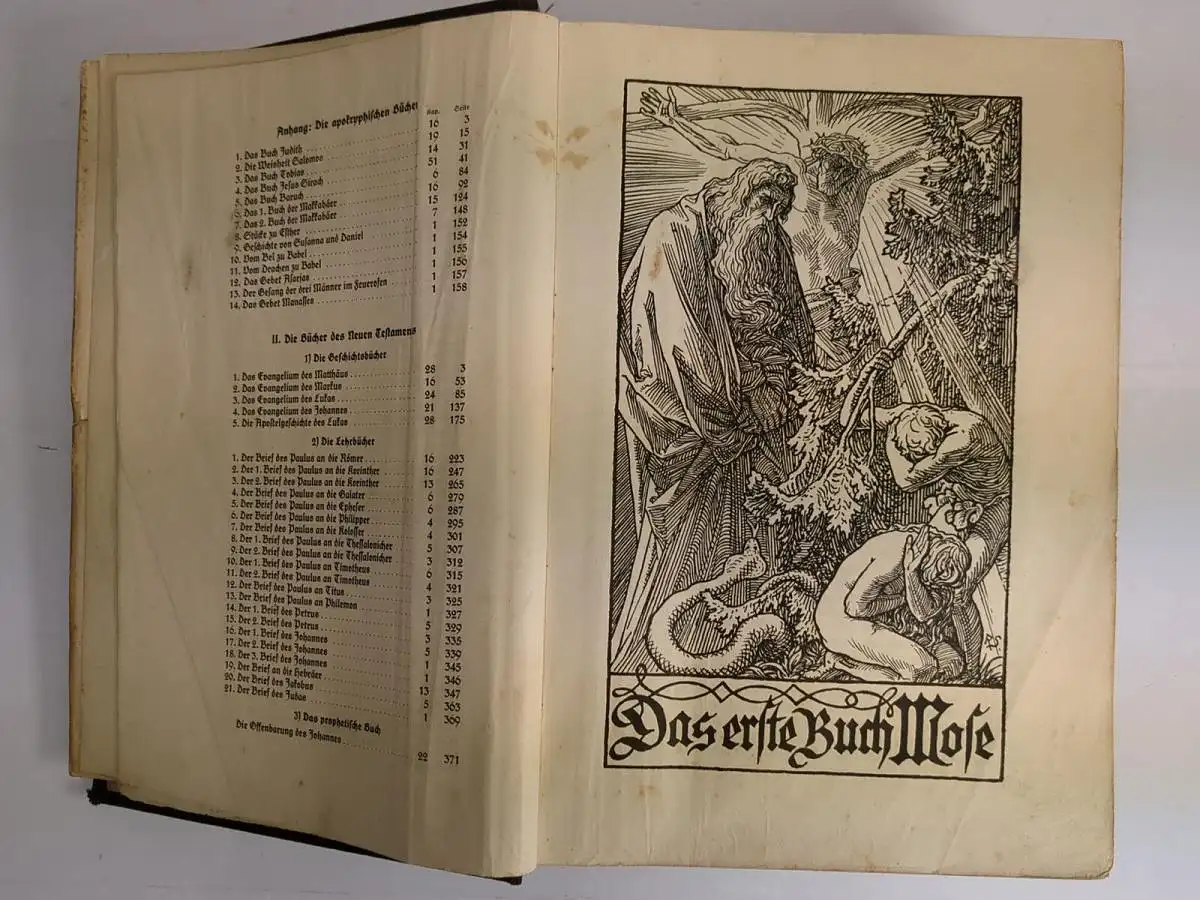 Anhang: Die apokryphischen Bücher
Kap. Seite
1. Das Buch Judith 16 3
2. Die Weisheit Salomos 19 15
3. Das Buch Tobias 14 31
4. Das Buch Jesus Sirach 51 41
5. Das Buch Baruch 6 84
6. Das 1. Buch der Makkabäer 16 92
7. Das 2. Buch der Makkabäer 15 124
8. Stücke zu Esther 7 148
9. Geschichte von Susanna und Daniel 1 152
10. Vom Bel zu Babel 1 154
11. Vom Drachen zu Babel 1 155
12. Das Gebet Asarjas 1 156
13. Der Gesang der drei Männer im Feuerofen 1 157
14. Das Gebet Manasses 1 158
II. Die Bücher des Neuen Testamens
1) Die Geschichtsbücher
1. Das Evangelium des Matthäus 28 3
2. Das Evangelium des Markus 16 53
3. Das Evangelium des Lukas 24 85
4. Das Evangelium des Johannes 21 137
5. Die Apostelgeschichte des Lukas 28 175
2) Die Lehrbücher
1. Der Brief des Paulus an die Römer 16 223
2. Der 1. Brief des Paulus an die Korinther 16 247
3. Der 2. Brief des Paulus an die Korinther 13 265
4. Der Brief des Paulus an die Galater 6 279
5. Der Brief des Paulus an die Epheser 6 287
6. Der Brief des Paulus an die Philipper 4 295
7. Der Brief des Paulus an die Kolosser 4 301
8. Der 1. Brief des Paulus an die Thessalonicher 5 307
9. Der 2. Brief des Paulus an die Thessalonicher 3 312
10. Der 1. Brief des Paulus an Timotheus 6 315
11. Der 2. Brief des Paulus an Timotheus 4 321
12. Der Brief des Paulus an Titus 3 325
13. Der Brief des Paulus an Philemon 1 327
14. Der 1. Brief des Petrus 5 329
15. Der 2. Brief des Petrus 3 335
16. Der 1. Brief des Johannes 5 339
17. Der 2. Brief des Johannes 1 345
18. Der 3. Brief des Johannes 1 346
19. Der Brief an die Hebräer 13 347
20. Der Brief des Jakobus 5 363
21. Der Brief des Judae 1 369
3) Das prophetische Buch
Die Offenbarung des Johannes 22 371
Das erste Buch Mose